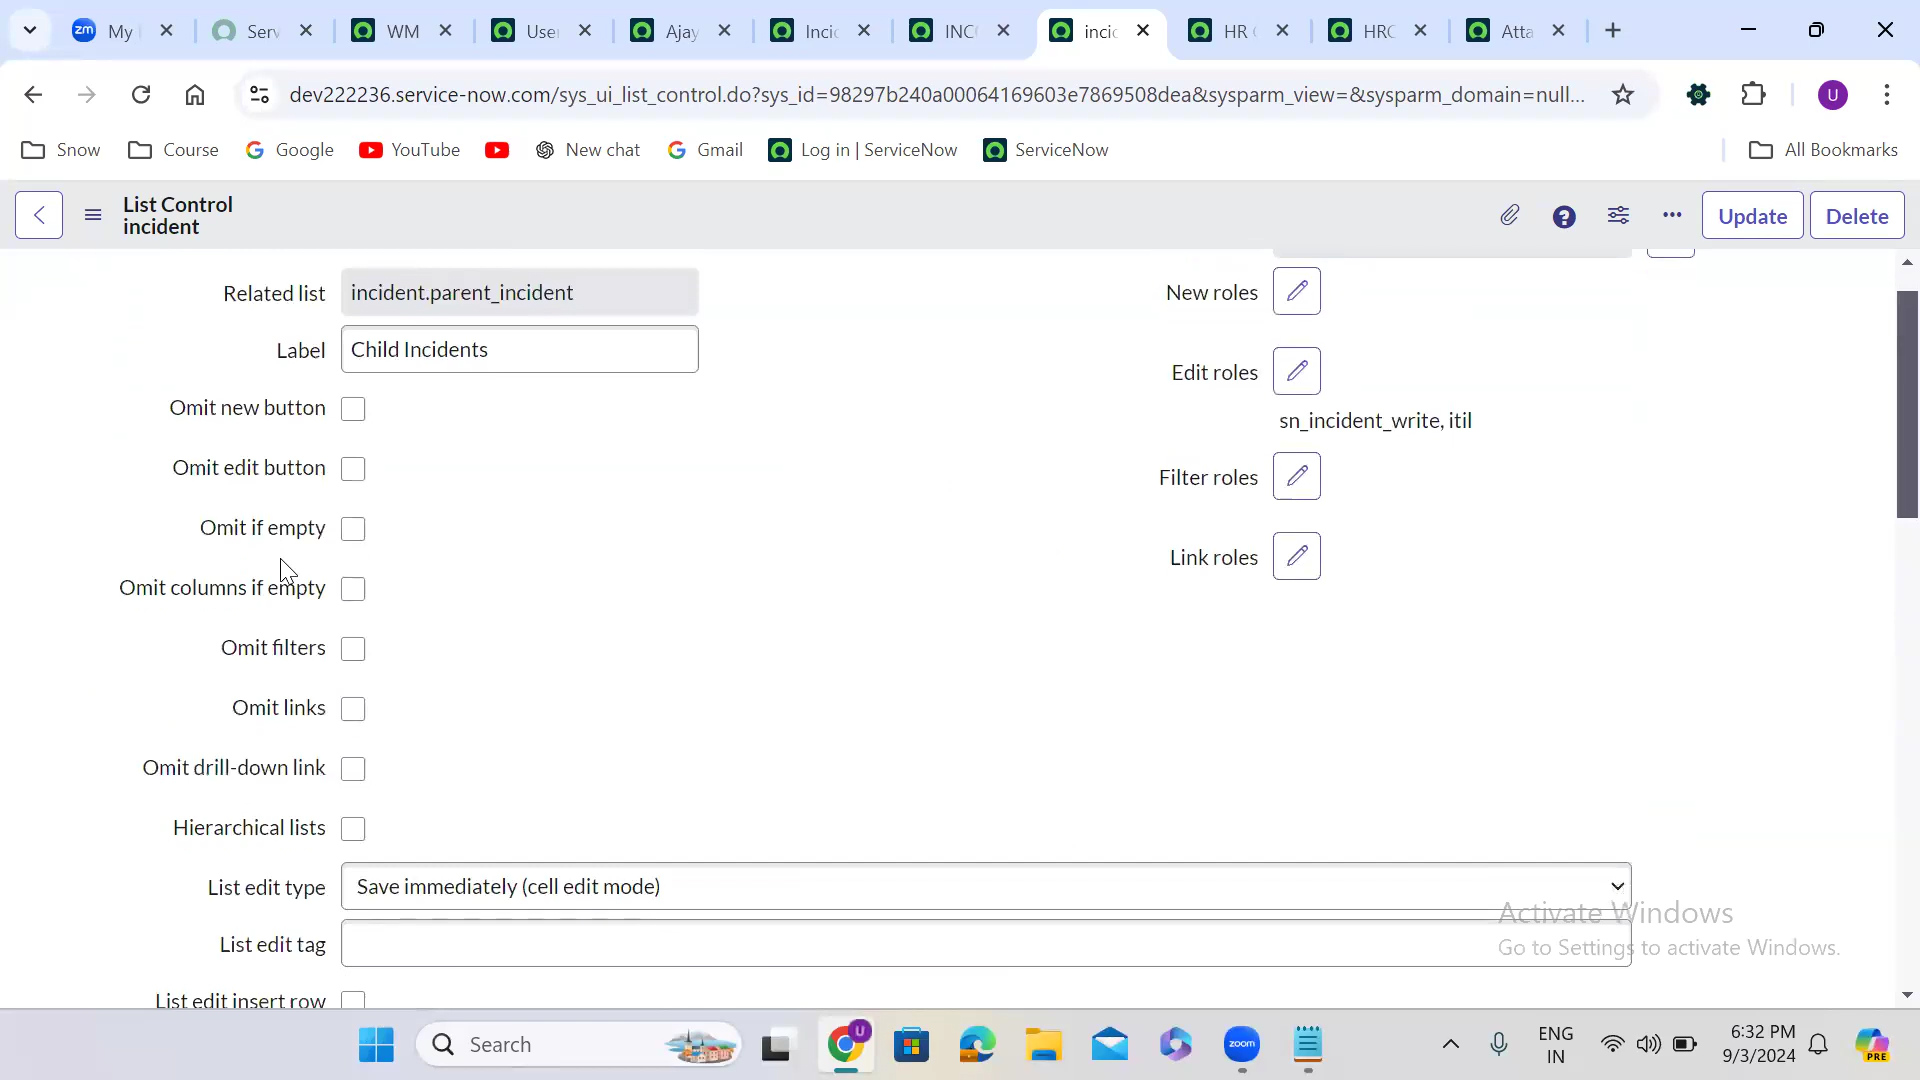 zm My Serv WM User Ajay Incic INC incic HR HRC Atta
dev222236.service-now.com/sys_ui_list_control.do?sys_id=98297b240a00064169603e7869508dea&sysparm_view=&sysparm_domain=null... U
Snow Course Google YouTube New chat Gmail Log in | ServiceNow ServiceNow All Bookmarks
List Control
incident
Update Delete
Related list incident.parent_incident New roles
Label Child Incidents
Edit roles
Omit new button
sn_incident_write, itil
Omit edit button
Filter roles
Omit if empty
Link roles
Omit columns if empty
Omit filters
Omit links
Omit drill-down link
Hierarchical lists
List edit type Save immediately (cell edit mode)
Activate Windows
List edit tag Go to Settings to activate Windows.
List edit insert row
Search U zoom PRE
ENG
IN
6:32 PM
9/3/2024